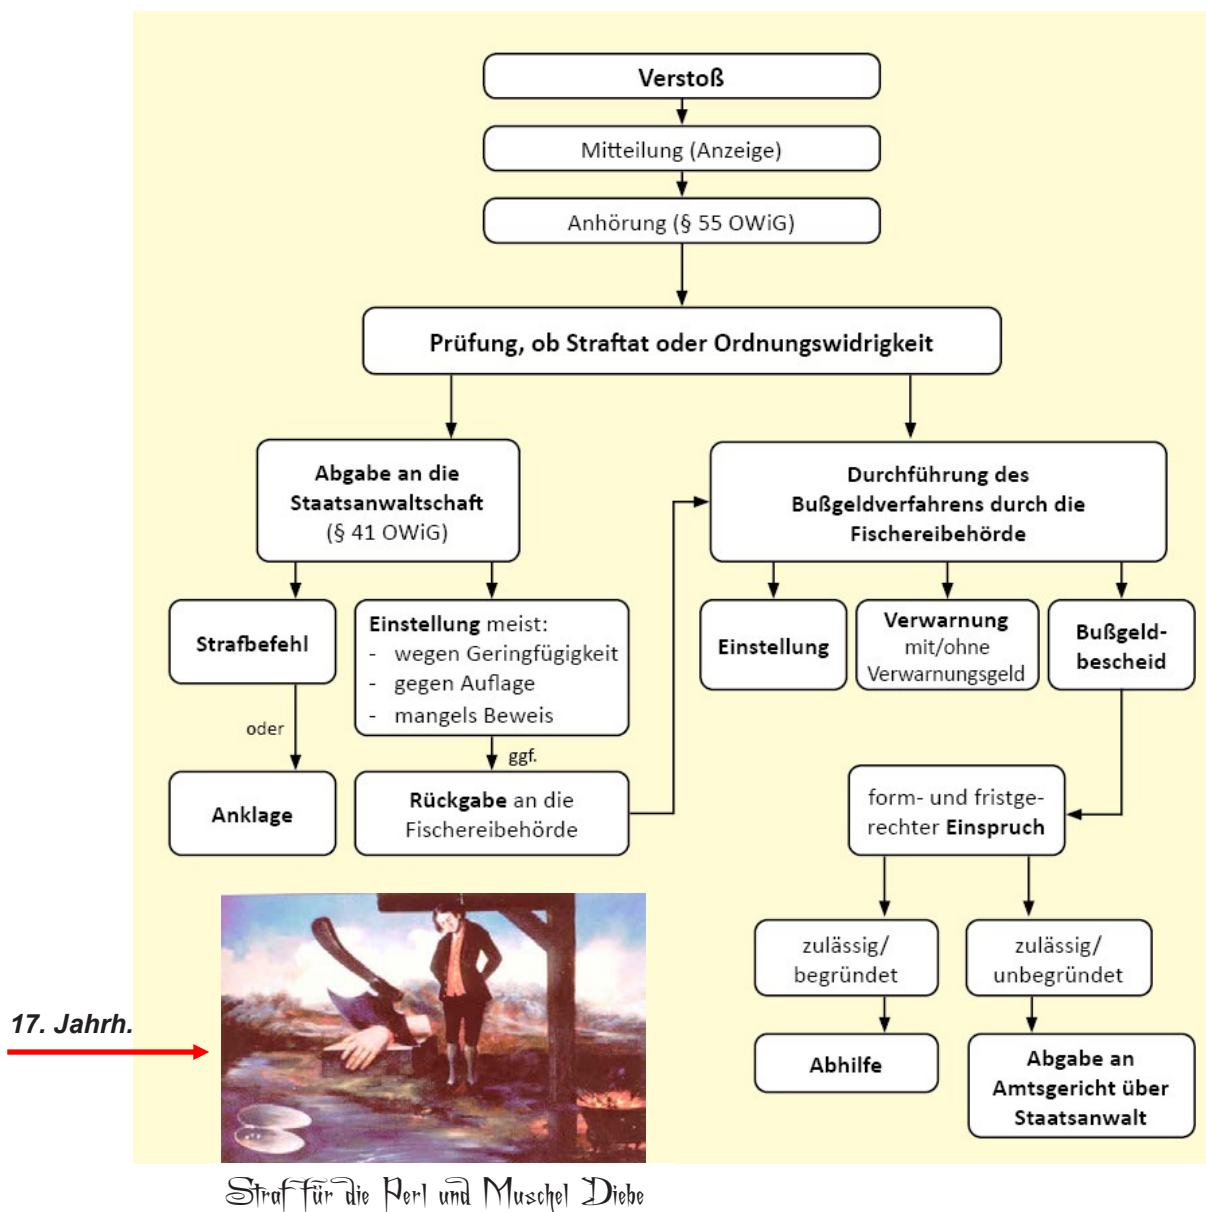 Verstoß
Mitteilung (Anzeige)
Anhörung (§ 55 OWiG)
Prüfung, ob Straftat oder Ordnungswidrigkeit
Abgabe an die
Staatsanwaltschaft
(§ 41 OWiG)
Durchführung des
Bußgeldverfahrens durch die
Fischereibehörde
Strafbefehl
Einstellung meist:
- wegen Geringfügigkeit
- gegen Auflage
- mangels Beweis
Einstellung
Verwarnung
mit/ohne
Verwarnungsgeld
Bußgeld-
bescheid
oder
ggf.
Anklage
Rückgabe an die
Fischereibehörde
form- und fristge-
rechter Einspruch
zulässig/
begründet
zulässig/
unbegründet
Abhilfe
Abgabe an
Amtsgericht über
Staatsanwalt
17. Jahrh.
Straf für die Perl und Muschel Diebe